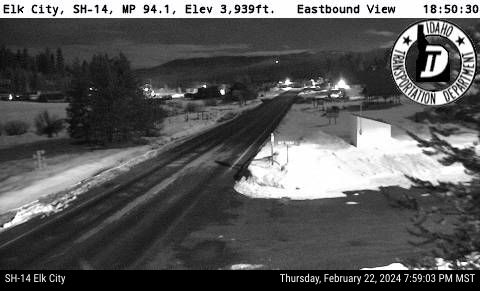 Elk City, SH-14, MP 94.1, Elev 3,939ft. Eastbound View 18:50:30
IDAHO
TRANSPORTATION DEPARTMENT
SH-14 Elk City Thursday, February 22, 2024 7:59:03 PM MST